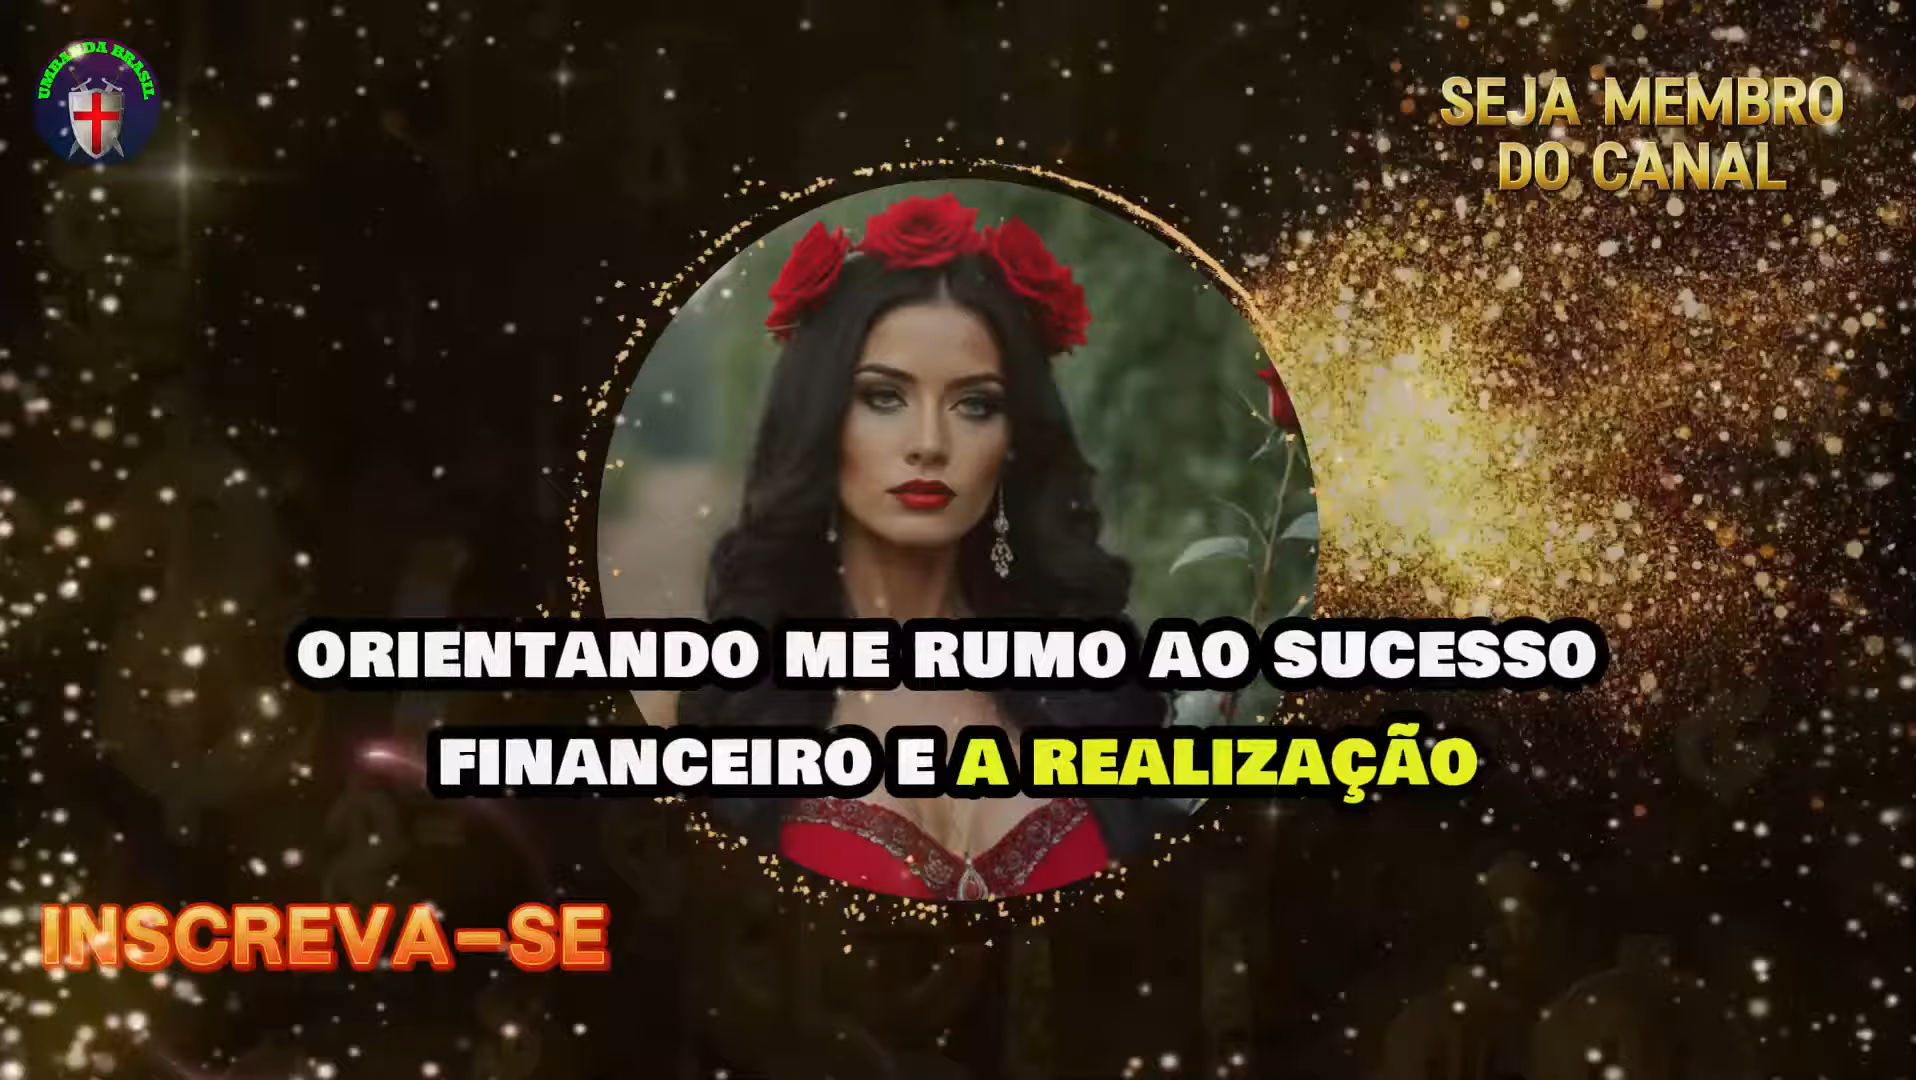 UMBANDA BRASIL
SEJA MEMBRO
DO CANAL
ORIENTANDO ME RUMO AO SUCESSO
FINANCEIRO E A REALIZAÇÃO
INSCREVA-SE